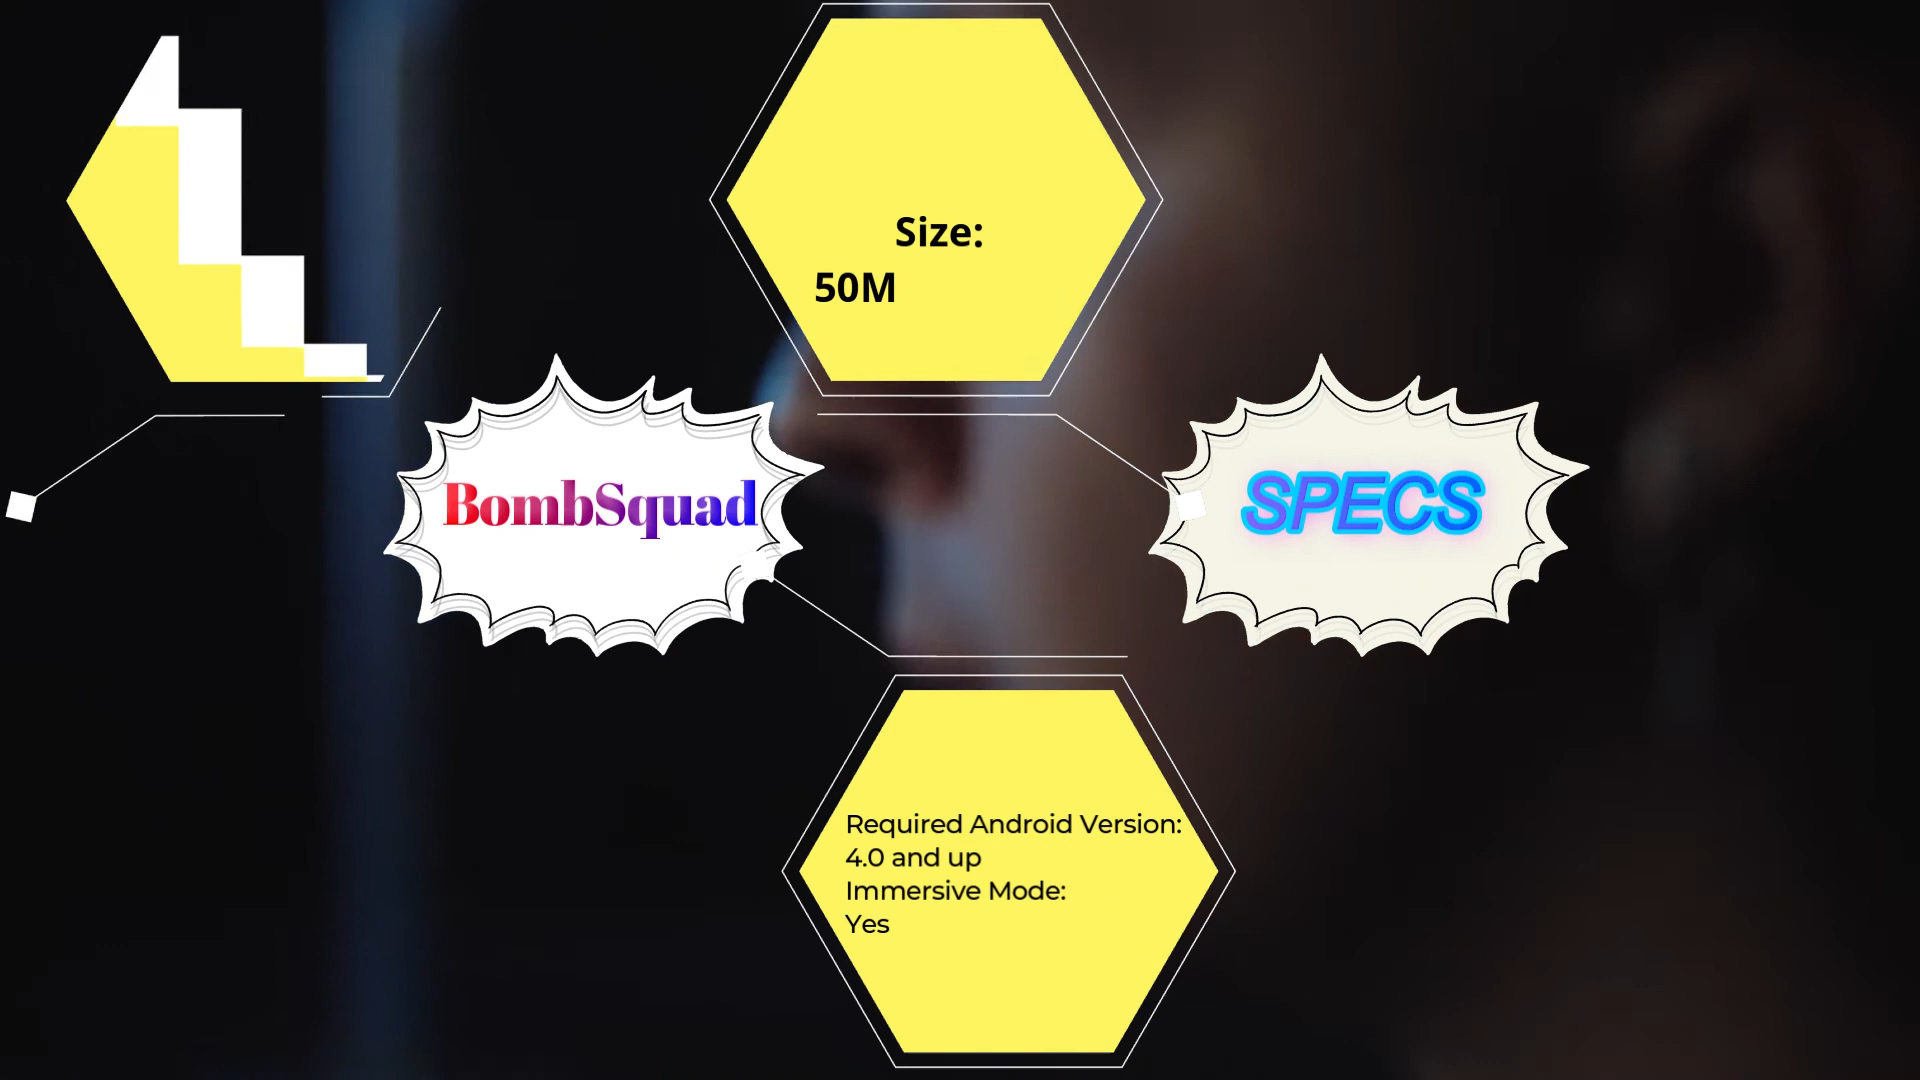 Size:
50M
BombSquad
SPECS
Required Android Version:
4.0 and up
Immersive Mode:
Yes